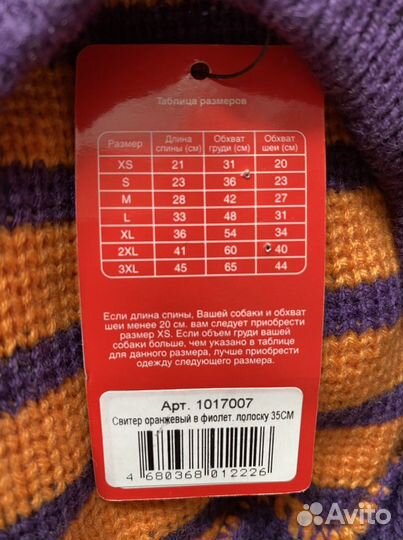 Таблица размеров
Размер Длина спины (см) Обхват груди (см) Обхват шеи (см)
XS 21 31 20
S 23 36 23
M 28 42 27
L 33 48 31
XL 36 54 34
2XL 41 60 40
3XL 45 65 44
Если длина спины, Вашей собаки и обхват
шеи менее 20 см. вам следует приобрести
размер XS. Если объем груди вашей
собаки больше, чем указано в таблице
для данного размера, лучше приобрести
одежду следующего размера.
Арт. 1017007
Свитер оранжевый в фиолет. полоску 35СМ
4 680368 012226
Avito